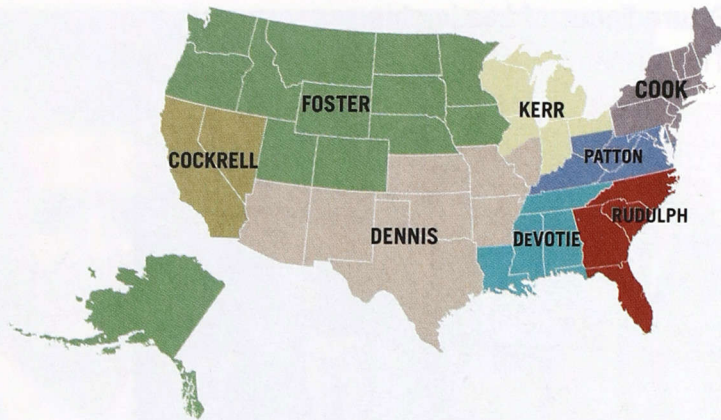 FOSTER
KERR
COOK
COCKRELL
PATTON
DENNIS
DeVOTIE
RUDULPH